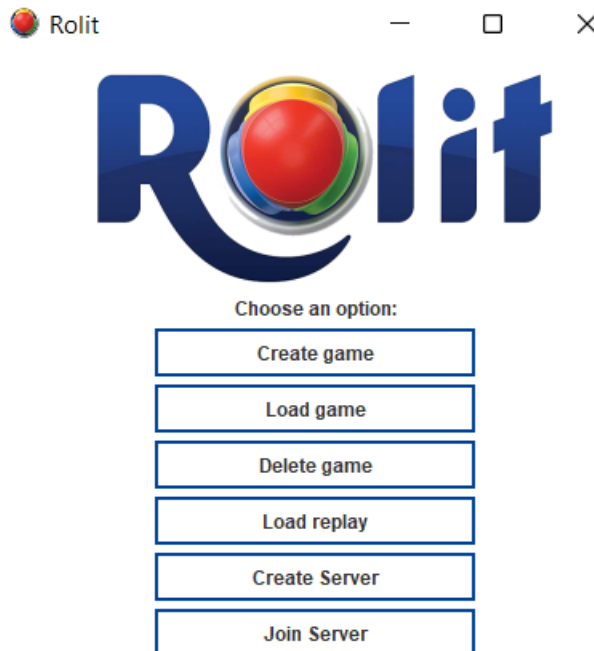 Rolit
Rolit
Choose an option:
Create game
Load game
Delete game
Load replay
Create Server
Join Server